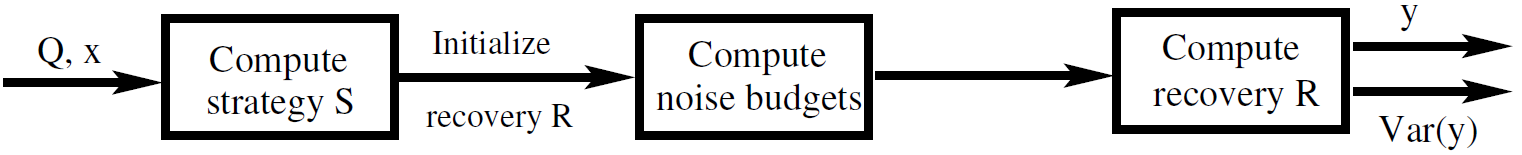 Q, x
Compute
strategy S
Initialize
recovery R
Compute
noise budgets
Compute
recovery R
y
Var(y)